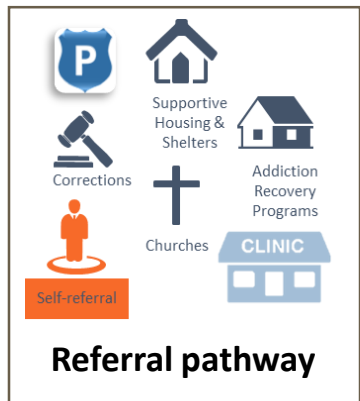 P
Supportive
Housing &
Shelters
Corrections
Addiction
Recovery
Programs
Churches
CLINIC
Self-referral
Referral pathway